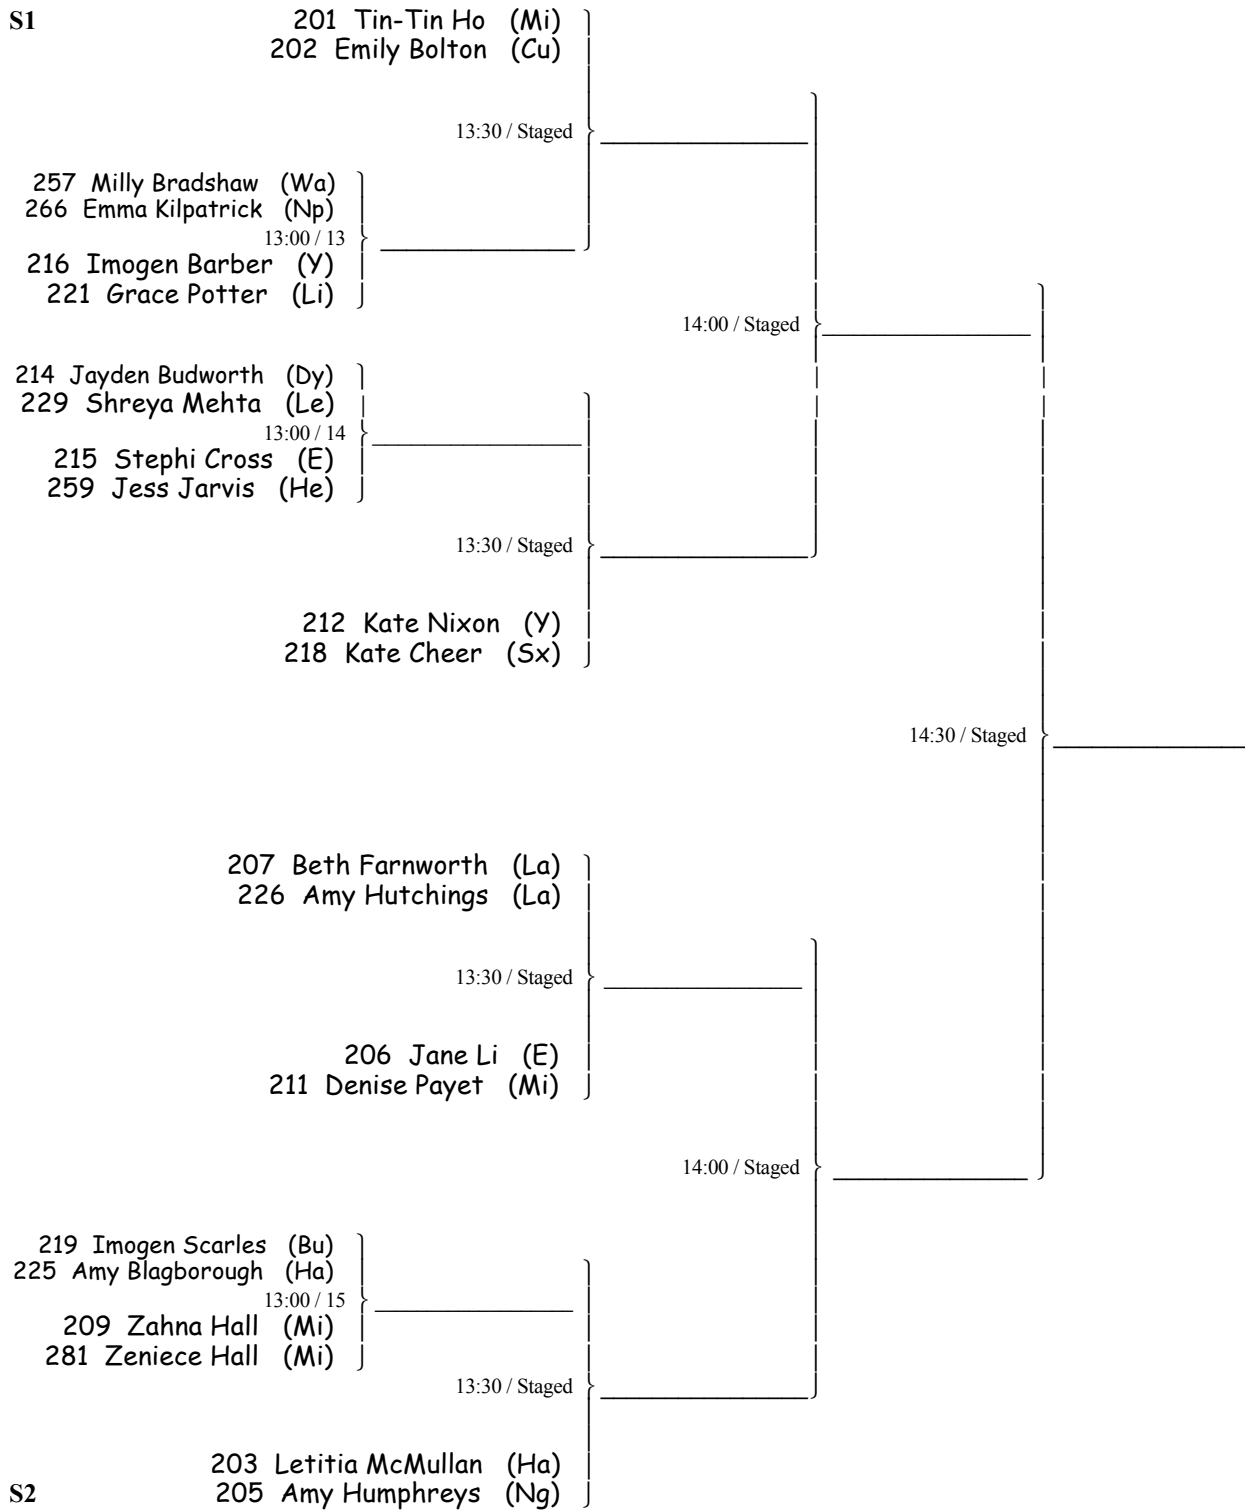 S1
201 Tin-Tin Ho (Mi)
202 Emily Bolton (Cu)
13:30 / Staged
257 Milly Bradshaw (Wa)
266 Emma Kilpatrick (Np)
13:00 / 13
216 Imogen Barber (Y)
221 Grace Potter (Li)
14:00 / Staged
214 Jayden Budworth (Dy)
229 Shreya Mehta (Le)
13:00 / 14
215 Stephi Cross (E)
259 Jess Jarvis (He)
13:30 / Staged
212 Kate Nixon (Y)
218 Kate Cheer (Sx)
14:30 / Staged
207 Beth Farnworth (La)
226 Amy Hutchings (La)
13:30 / Staged
206 Jane Li (E)
211 Denise Payet (Mi)
14:00 / Staged
219 Imogen Scarles (Bu)
225 Amy Blagborough (Ha)
13:00 / 15
209 Zahna Hall (Mi)
281 Zeniece Hall (Mi)
13:30 / Staged
203 Letitia McMullan (Ha)
S2
205 Amy Humphreys (Ng)